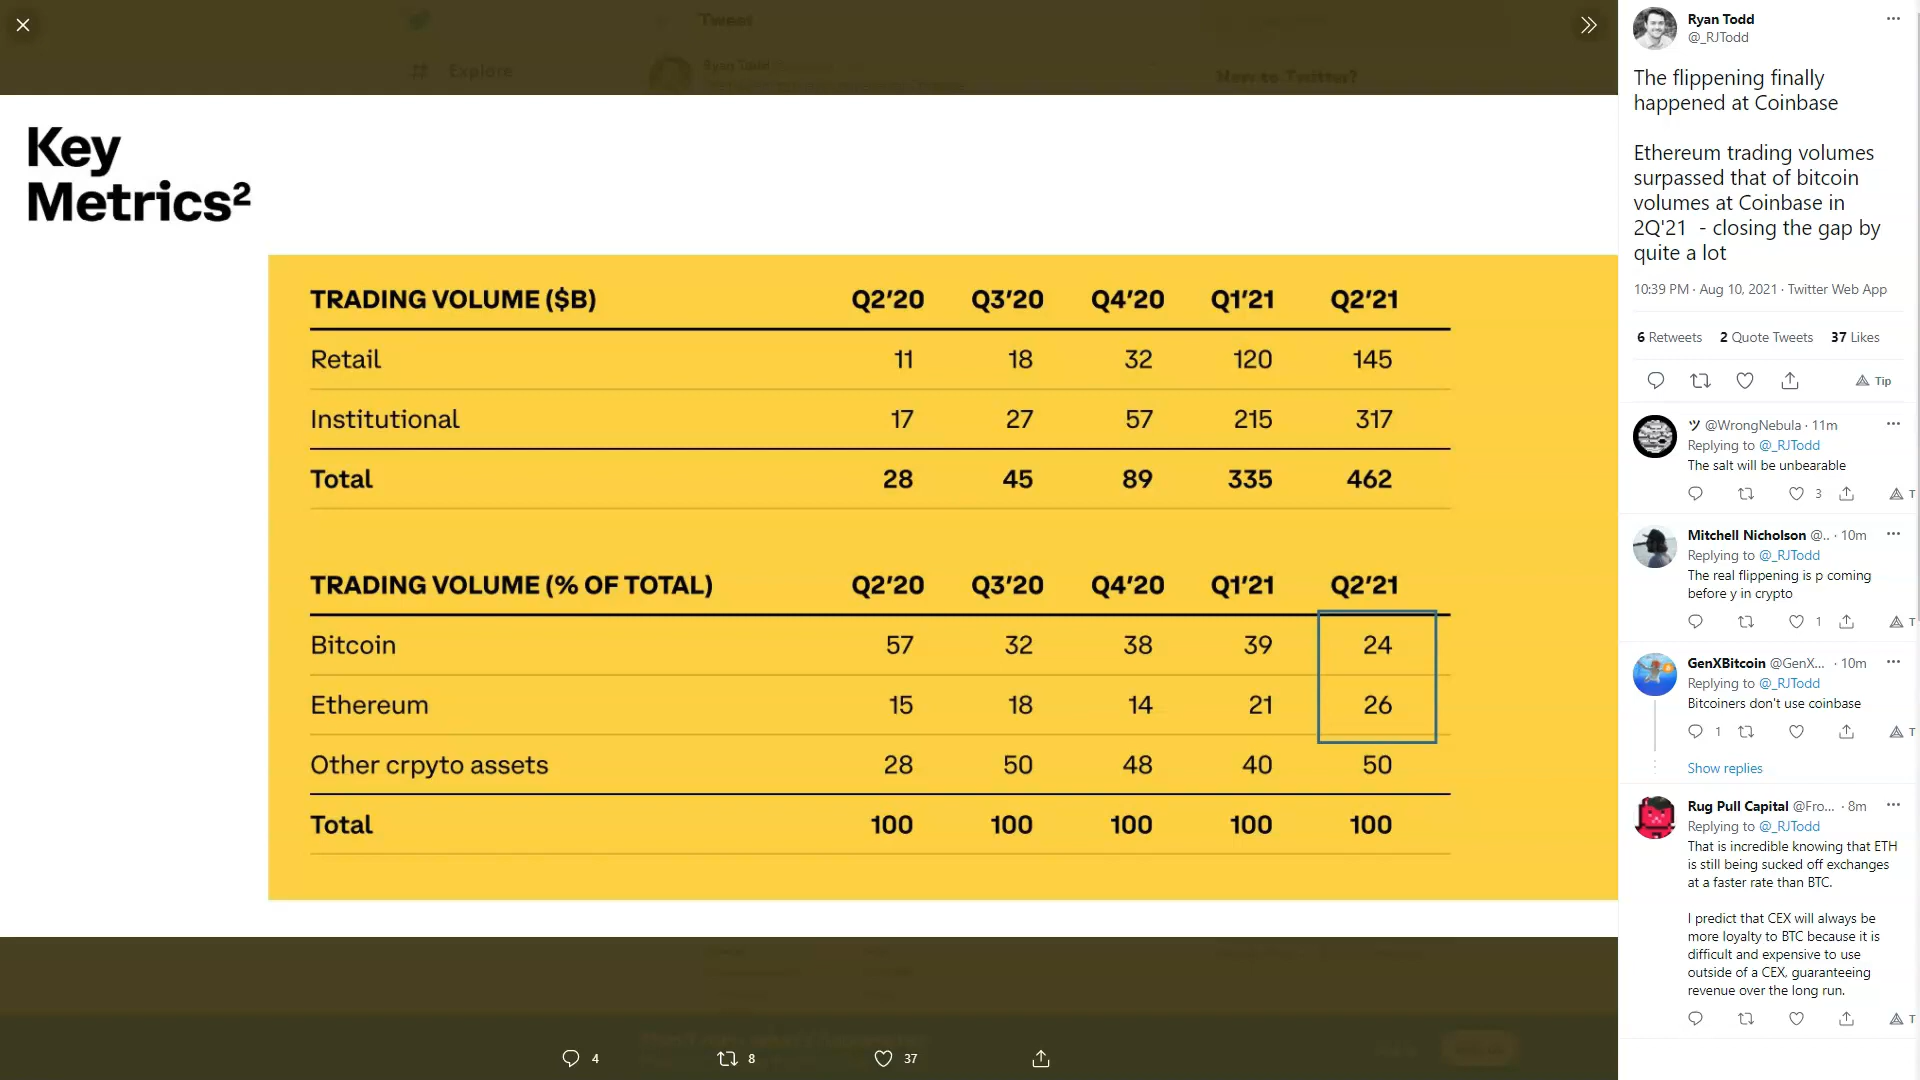 Tweet
Explore
Ryan Todd
New to Twitter?
Key
Metrics²
TRADING VOLUME ($B) Q2'20 Q3'20 Q4'20 Q1'21 Q2'21
Retail 11 18 32 120 145
Institutional 17 27 57 215 317
Total 28 45 89 335 462
TRADING VOLUME (% OF TOTAL) Q2'20 Q3'20 Q4'20 Q1'21 Q2'21
Bitcoin 57 32 38 39 24
Ethereum 15 18 14 21 26
Other crpyto assets 28 50 48 40 50
Total 100 100 100 100 100
4 8 37
Ryan Todd
@_RJTodd
The flippening finally
happened at Coinbase
Ethereum trading volumes
surpassed that of bitcoin
volumes at Coinbase in
2Q'21 - closing the gap by
quite a lot
10:39 PM · Aug 10, 2021 · Twitter Web App
6 Retweets 2 Quote Tweets 37 Likes
Tip
ツ @WrongNebula · 11m
Replying to @_RJTodd
The salt will be unbearable
3 T
Mitchell Nicholson @.. · 10m
Replying to @_RJTodd
The real flippening is p coming
before y in crypto
1 T
GenXBitcoin @GenX... · 10m
Replying to @_RJTodd
Bitcoiners don't use coinbase
1 T
Show replies
Rug Pull Capital @Fro... · 8m
Replying to @_RJTodd
That is incredible knowing that ETH
is still being sucked off exchanges
at a faster rate than BTC.
I predict that CEX will always be
more loyalty to BTC because it is
difficult and expensive to use
outside of a CEX, guaranteeing
revenue over the long run.
T